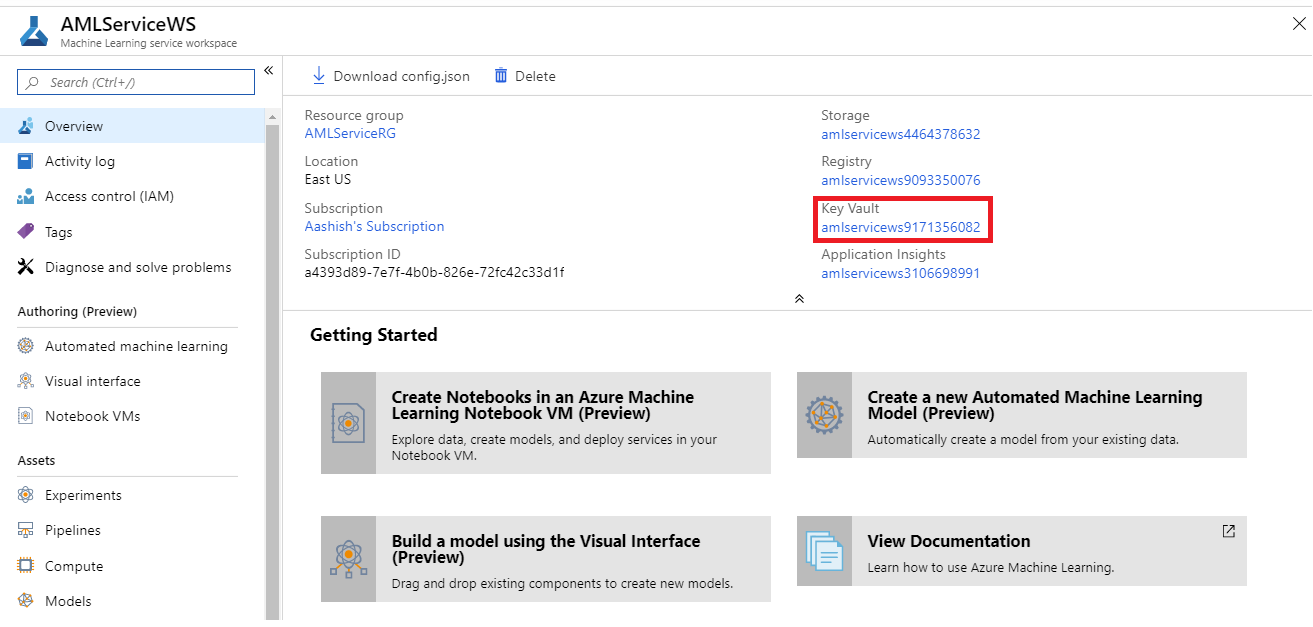 AMLServiceWS
Machine Learning service workspace
Search (Ctrl+/)
Overview
Activity log
Access control (IAM)
Tags
Diagnose and solve problems
Authoring (Preview)
Automated machine learning
Visual interface
Notebook VMs
Assets
Experiments
Pipelines
Compute
Models
Download config.json
Delete
Resource group
AMLServiceRG
Location
East US
Subscription
Aashish's Subscription
Subscription ID
a4393d89-7e7f-4b0b-826e-72fc42c33d1f
Storage
amlservicews4464378632
Registry
amlservicews9093350076
Key Vault
amlservicews9171356082
Application Insights
amlservicews3106698991
Getting Started
Create Notebooks in an Azure Machine
Learning Notebook VM (Preview)
Explore data, create models, and deploy services in your
Notebook VM.
Create a new Automated Machine Learning
Model (Preview)
Automatically create a model from your existing data.
Build a model using the Visual Interface
(Preview)
Drag and drop existing components to create new models.
View Documentation
Learn how to use Azure Machine Learning.